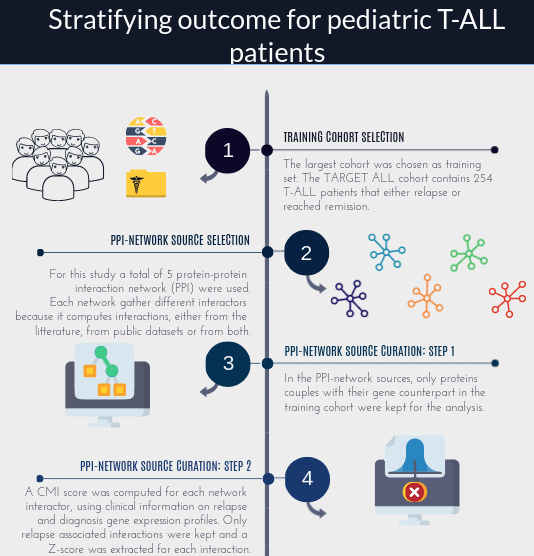 Stratifying outcome for pediatric T-ALL
patients
1
TRAINING COHORT SELECTION
The largest cohort was chosen as training
set. The TARGET ALL cohort contains 254
T-ALL patients that either relapse or
reached remission.
PPI-NETWORK SOURCE SELECTION
2
For this study a total of 5 protein-protein
interaction network (PPI) were used.
Each network gather different interactors
because it computes interactions, either from the
litterature, from public datasets or from both.
3
PPI-NETWORK SOURCE CURATION: STEP 1
In the PPI-network sources, only proteins
couples with their gene counterpart in the
training cohort were kept for the analysis.
PPI-NETWORK SOURCE CURATION: STEP 2
4
A CMI score was computed for each network
interactor, using clinical information on relapse
and diagnosis gene expression profiles. Only
relapse associated interactions were kept and a
Z-score was extracted for each interaction.